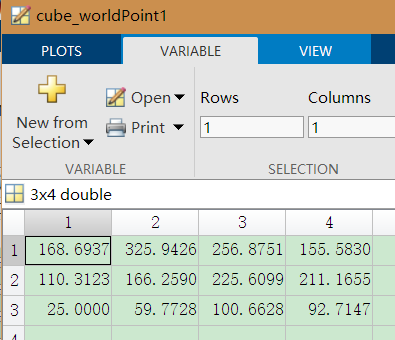 cube_worldPoint1
PLOTS VARIABLE VIEW
New from Selection
Open
Print
Rows Columns
1 1
VARIABLE SELECTION
3x4 double
1 2 3 4
1 168.6937 325.9426 256.8751 155.5830
2 110.3123 166.2590 225.6099 211.1655
3 25.0000 59.7728 100.6628 92.7147
4